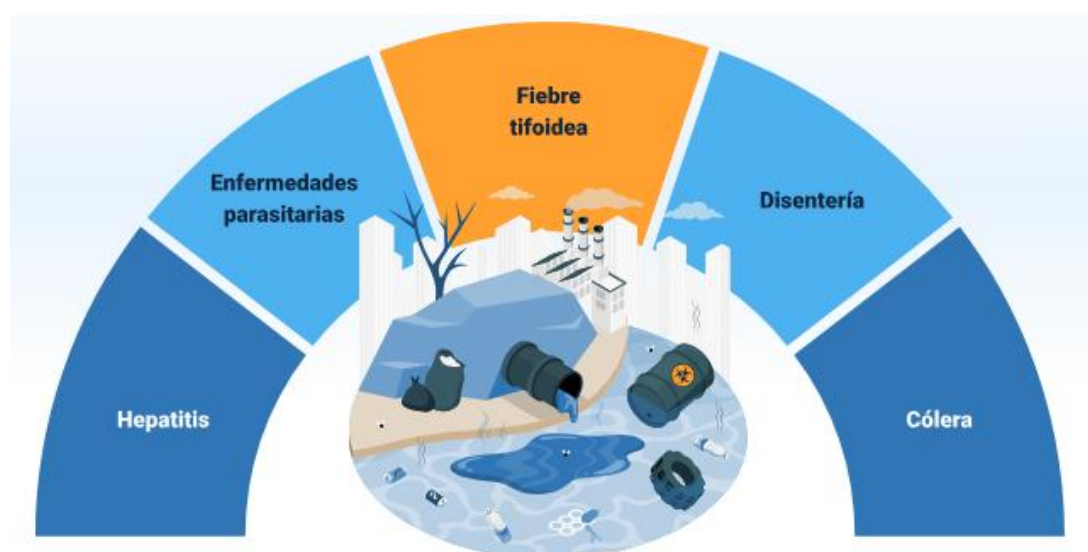 Fiebre
tifoidea
Enfermedades
parasitarias
Disentería
Hepatitis
Cólera